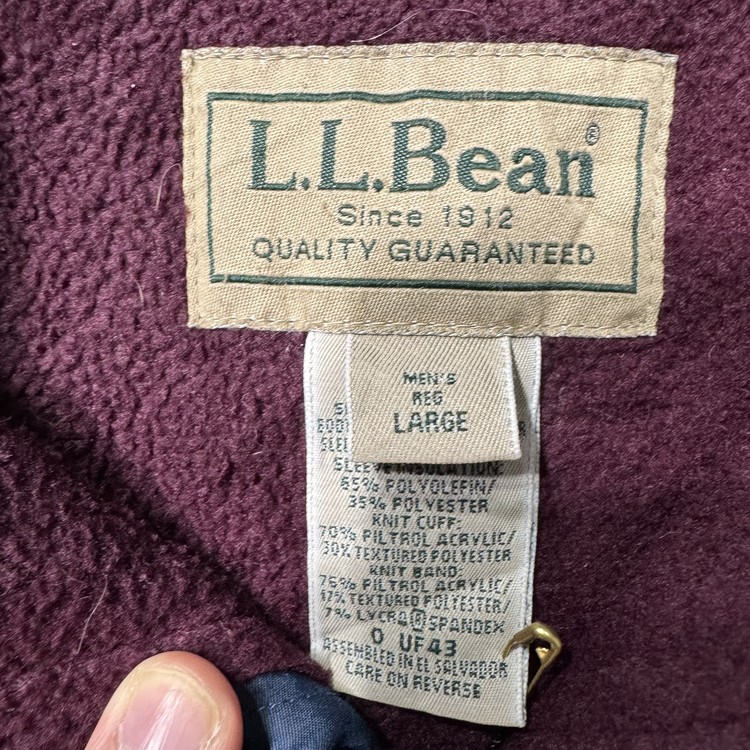 L.L.Bean®
Since 1912
QUALITY GUARANTEED
MEN'S
REG
LARGE
SLEEVE INSULATION:
65% POLYOLEFIN/
35% POLYESTER
KNIT CUFF:
70% PILTROL ACRYLIC/
30% TEXTURED POLYESTER
KNIT BAND:
76% PILTROL ACRYLIC/
17% TEXTURED POLYESTER/
7% LYCRA® SPANDEX
0 UF43
ASSEMBLED IN EL SALVADOR
CARE ON REVERSE